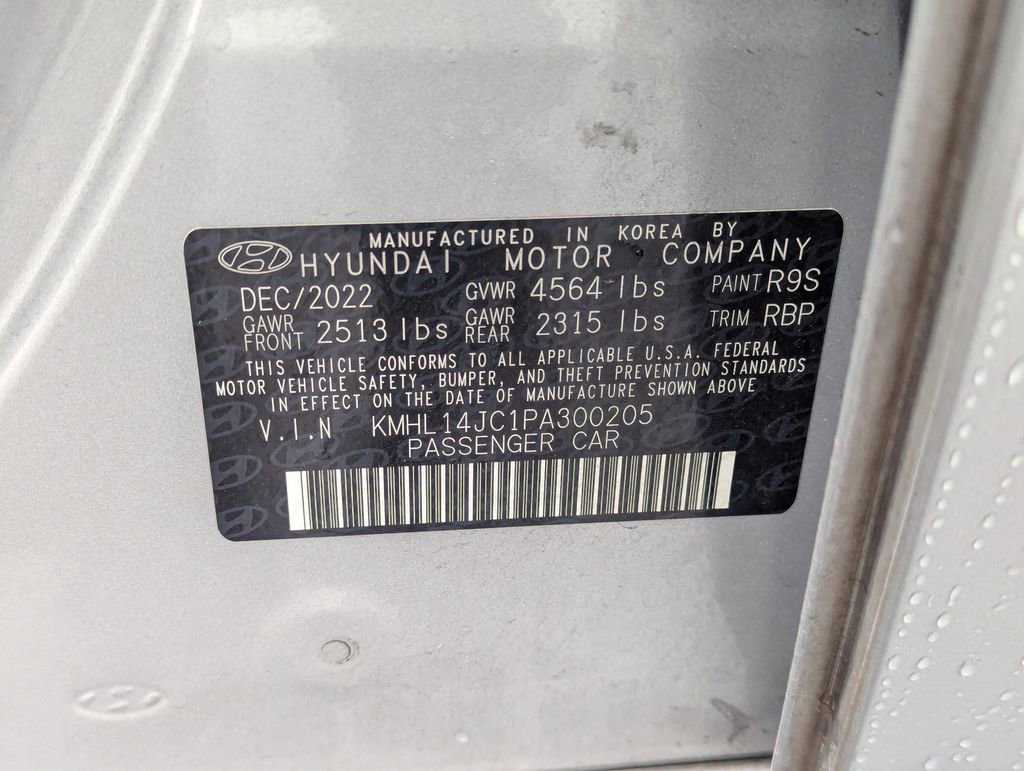 MANUFACTURED IN KOREA BY
HYUNDAI MOTOR COMPANY
DEC/2022 GVWR 4564 lbs PAINT R9S
GAWR FRONT 2513 lbs GAWR REAR 2315 lbs TRIM RBP
THIS VEHICLE CONFORMS TO ALL APPLICABLE U.S.A. FEDERAL
MOTOR VEHICLE SAFETY, BUMPER, AND THEFT PREVENTION STANDARDS
IN EFFECT ON THE DATE OF MANUFACTURE SHOWN ABOVE
V.I.N KMHL14JC1PA300205
PASSENGER CAR